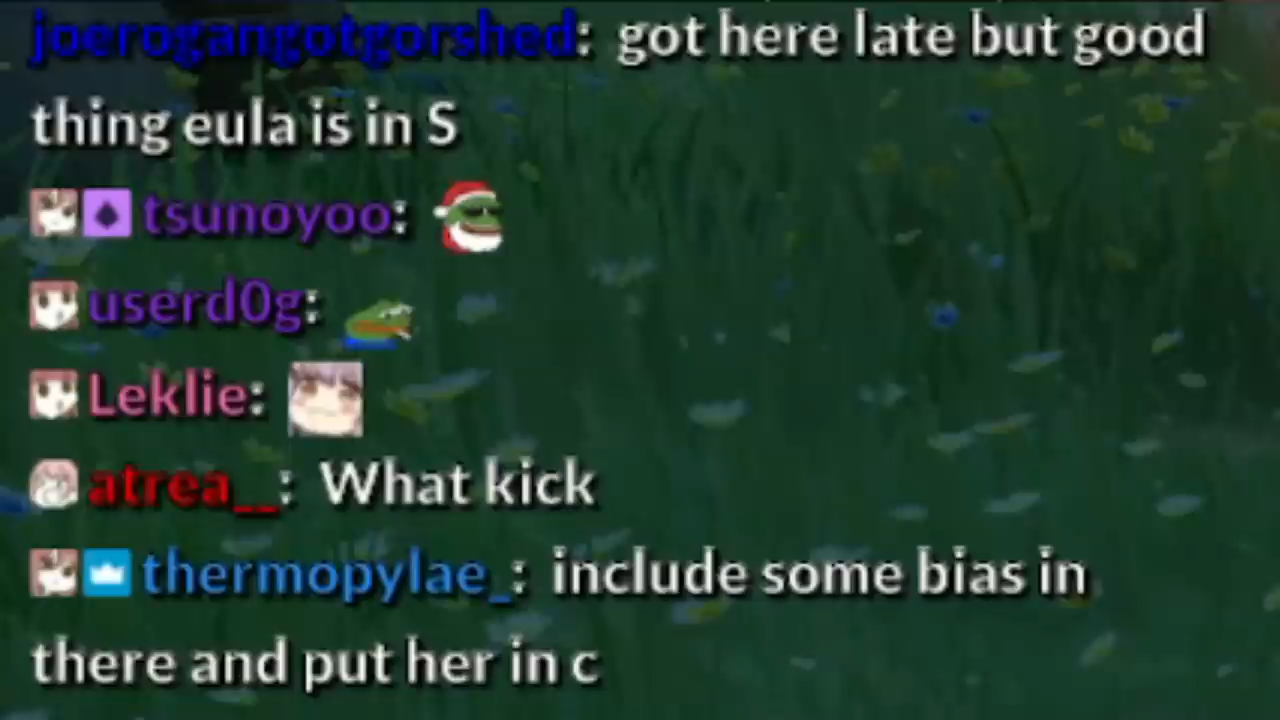 joerogangotgorshed: got here late but good
thing eula is in S
tsunoyoo:
userd0g:
Leklie:
atrea__: What kick
thermopylae_: include some bias in
there and put her in c